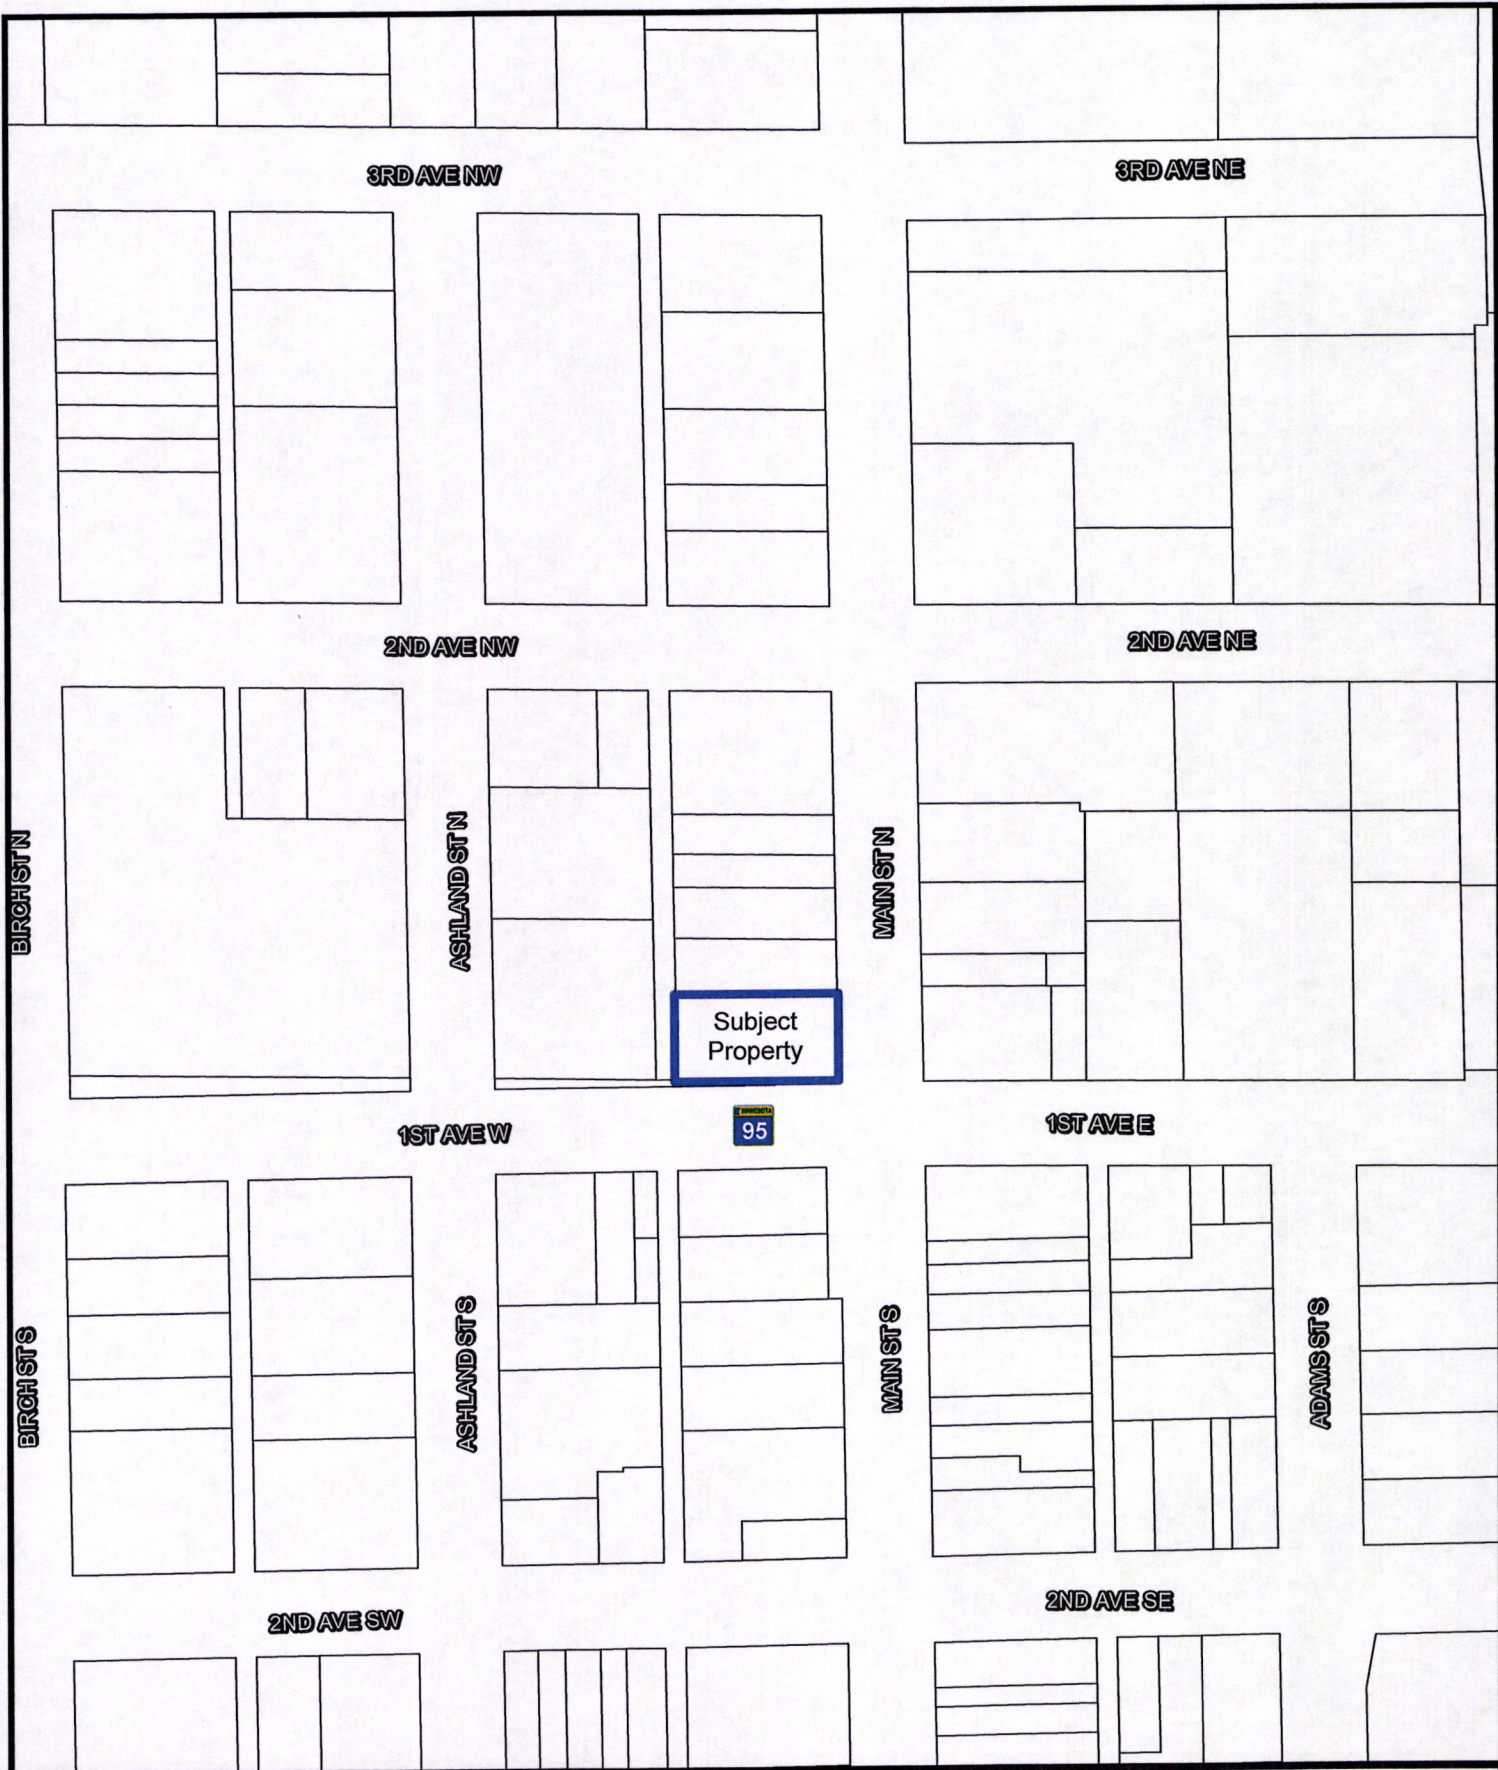 3RD AVE NW
3RD AVE NE
2ND AVE NW
2ND AVE NE
BIRCH ST N
ASHLAND ST N
MAIN ST N
Subject
Property
MINNESOTA
95
1ST AVE W
1ST AVE E
BIRCH ST S
ASHLAND ST S
MAIN ST S
ADAMS ST S
2ND AVE SW
2ND AVE SE